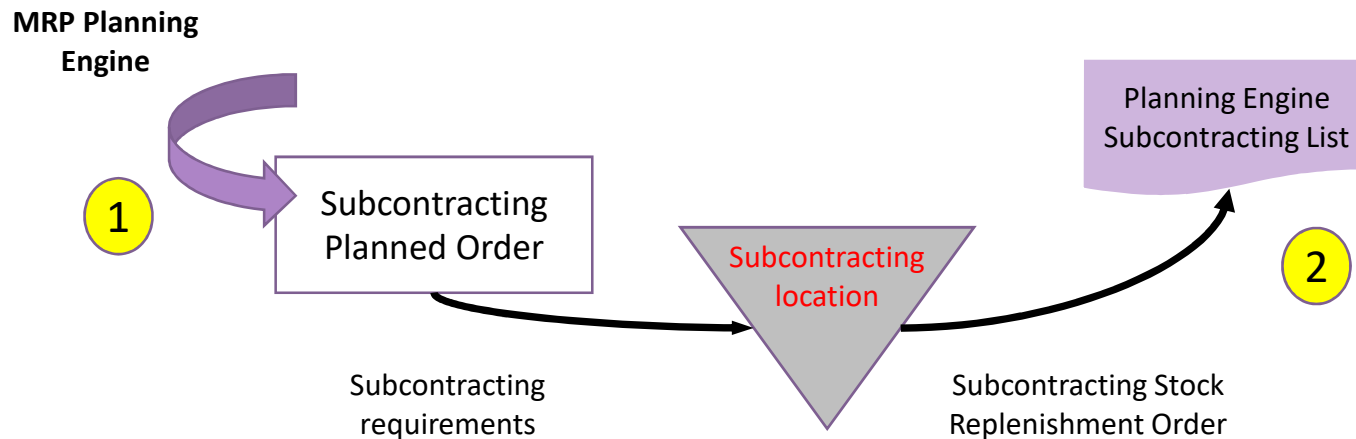 MRP Planning
Engine
1
Subcontracting
Planned Order
Subcontracting
requirements
Subcontracting
location
Subcontracting Stock
Replenishment Order
Planning Engine
Subcontracting List
2